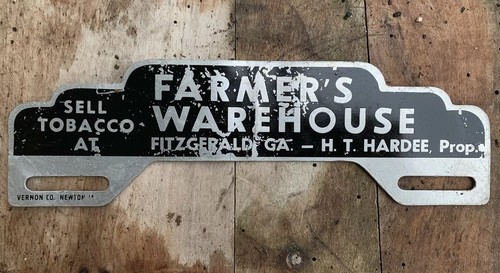 SELL
TOBACCO
AT
FARMER'S
WAREHOUSE
FITZGERALD, GA — H. T. HARDEE, Prop.
VERNON CO. NEWTON